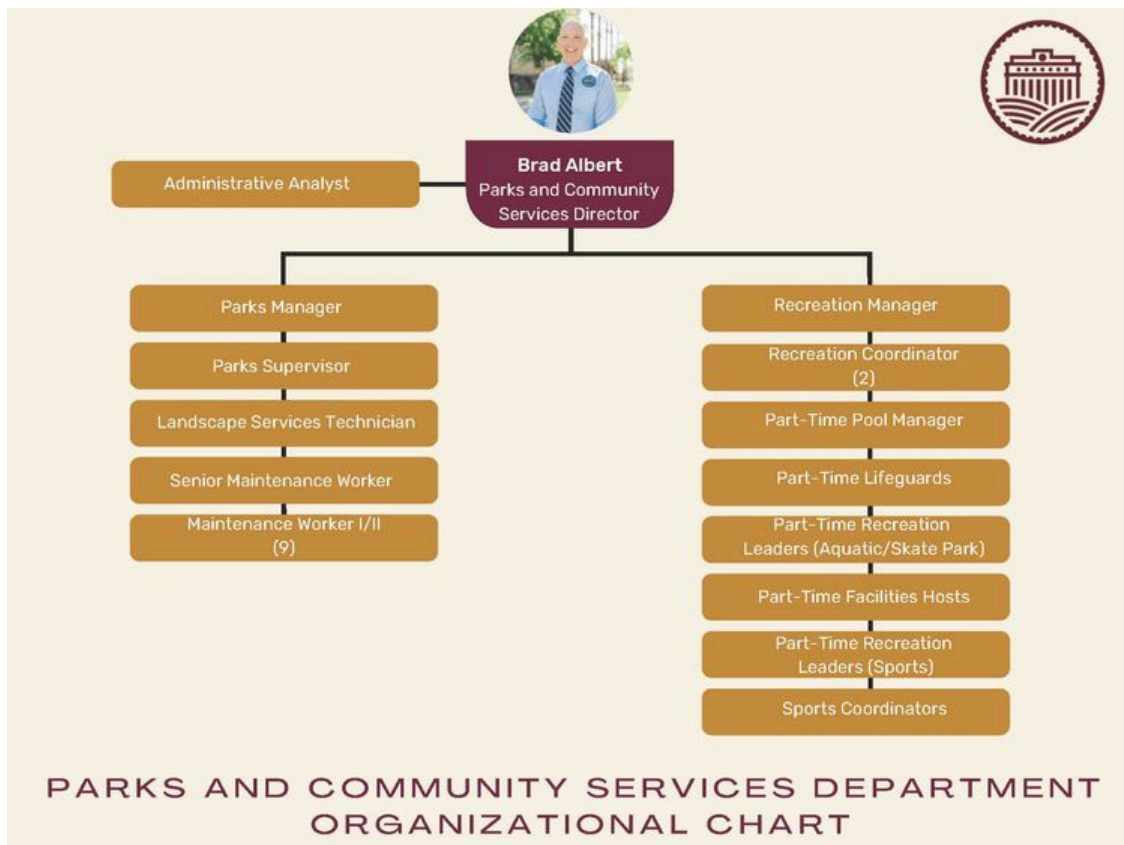 Brad Albert
Parks and Community
Services Director
Administrative Analyst
Parks Manager
Parks Supervisor
Landscape Services Technician
Senior Maintenance Worker
Maintenance Worker I/II
(9)
Recreation Manager
Recreation Coordinator
(2)
Part-Time Pool Manager
Part-Time Lifeguards
Part-Time Recreation
Leaders (Aquatic/Skate Park)
Part-Time Facilities Hosts
Part-Time Recreation
Leaders (Sports)
Sports Coordinators
PARKS AND COMMUNITY SERVICES DEPARTMENT
ORGANIZATIONAL CHART